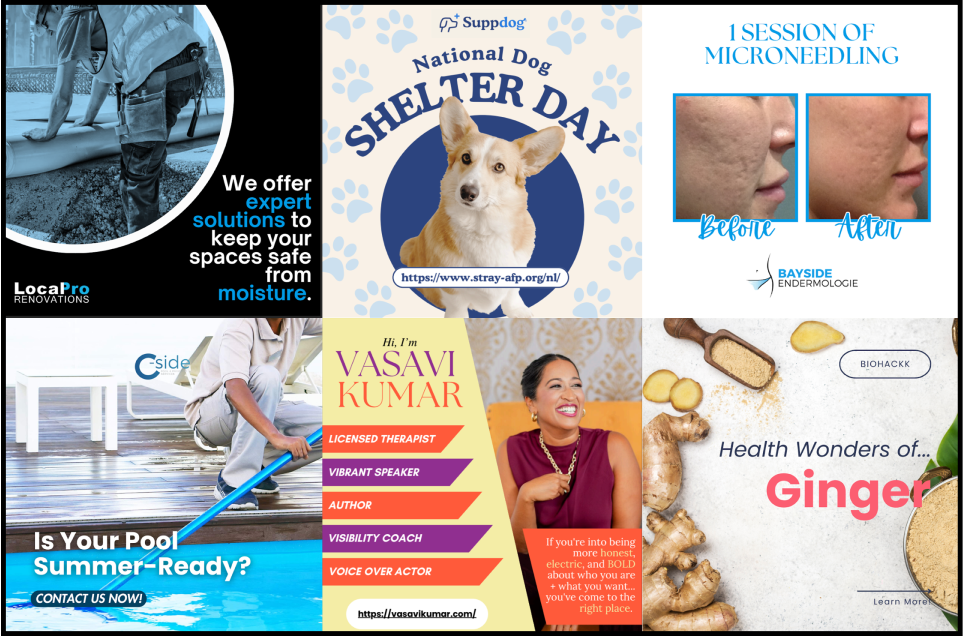 We offer
expert
solutions to
keep your
spaces safe
from
moisture.
LocaPro
RENOVATIONS
Suppdog
National Dog
SHELTER DAY
https://www.stray-afp.org/nl/
1 SESSION OF
MICRONEEDLING
Before
After
BAYSIDE
ENDERMOLOGIE
C-side
Is Your Pool
Summer-Ready?
CONTACT US NOW!
Hi, I'm
VASAVI
KUMAR
LICENSED THERAPIST
VIBRANT SPEAKER
AUTHOR
VISIBILITY COACH
VOICE OVER ACTOR
If you're into being
more honest,
electric, and BOLD
about who you are
+ what you want...
you've come to the
right place.
https://vasavikumar.com/
BIOHACKK
Health Wonders of...
Ginger
Learn More!